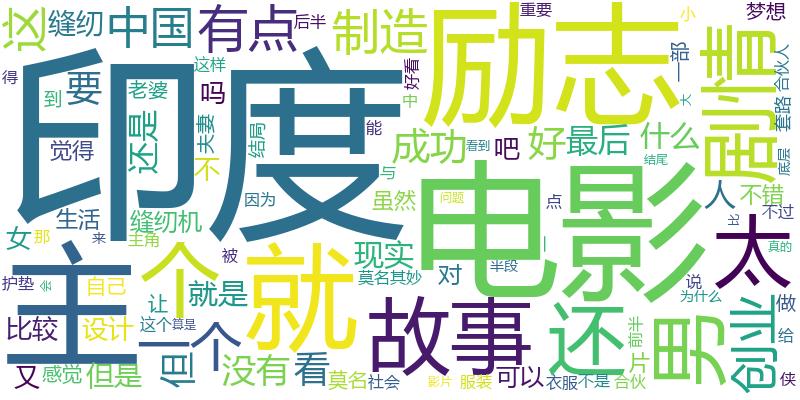 这
缝纫
中国
有点
后半
制造
励志
重要
小
梦想
得
到
要
老婆
这样
吗
好看
中
一部
剧情
套路
合伙人
印度
觉得
还是
夫妻
不
结局
能
成功
看到
吧
好
最后
什么
大
底层
结尾
与
电影
因为
虽然
问题
点
人
不错
不过
女
那
生活
来
缝纫机
主角
被
现实
莫名其妙
对
半段
一
比
太
真的
说
为什么
主
个
就
护垫
会
自己
让
就是
故事
还
男
创业
做
给
比较
设计
这个
算是
一个
但
没有
看
前半
片
又
感觉
但是
莫名
社会
影片
服装
可以
衣服
不是
合伙
侠